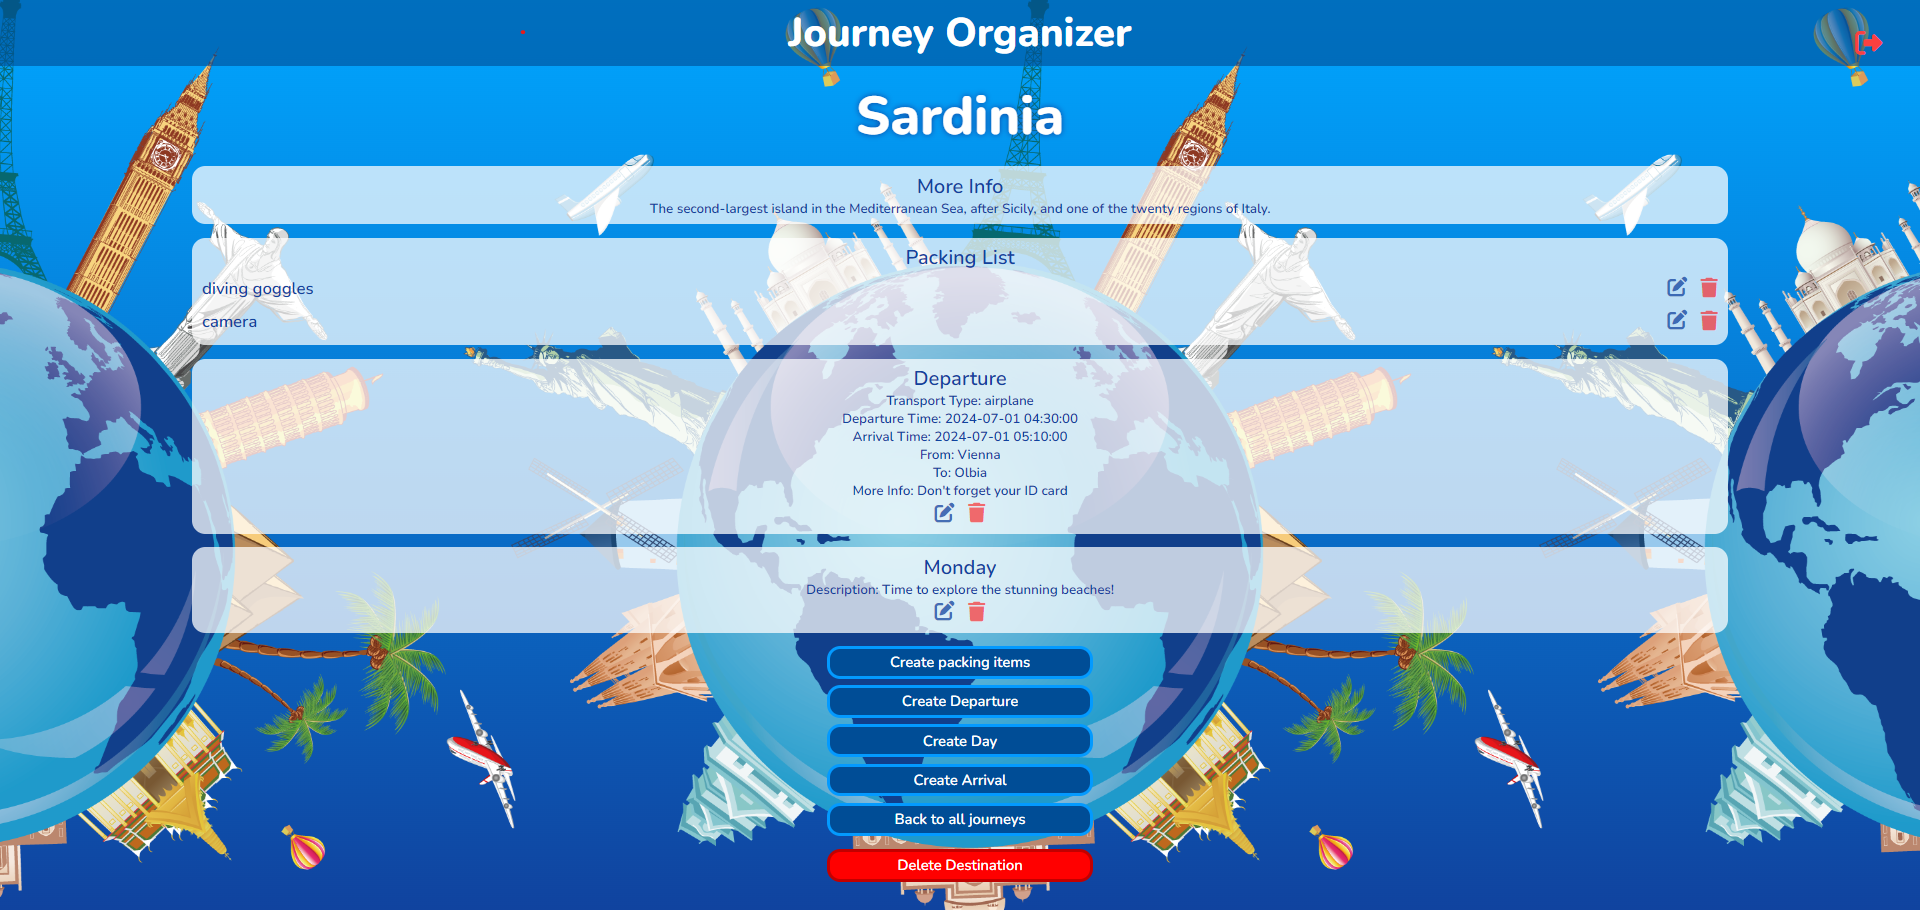 Journey Organizer
Sardinia
More Info
The second-largest island in the Mediterranean Sea, after Sicily, and one of the twenty regions of Italy.
Packing List
diving goggles
camera
Departure
Transport Type: airplane
Departure Time: 2024-07-01 04:30:00
Arrival Time: 2024-07-01 05:10:00
From: Vienna
To: Olbia
More Info: Don't forget your ID card
Monday
Description: Time to explore the stunning beaches!
Create packing items
Create Departure
Create Day
Create Arrival
Back to all journeys
Delete Destination